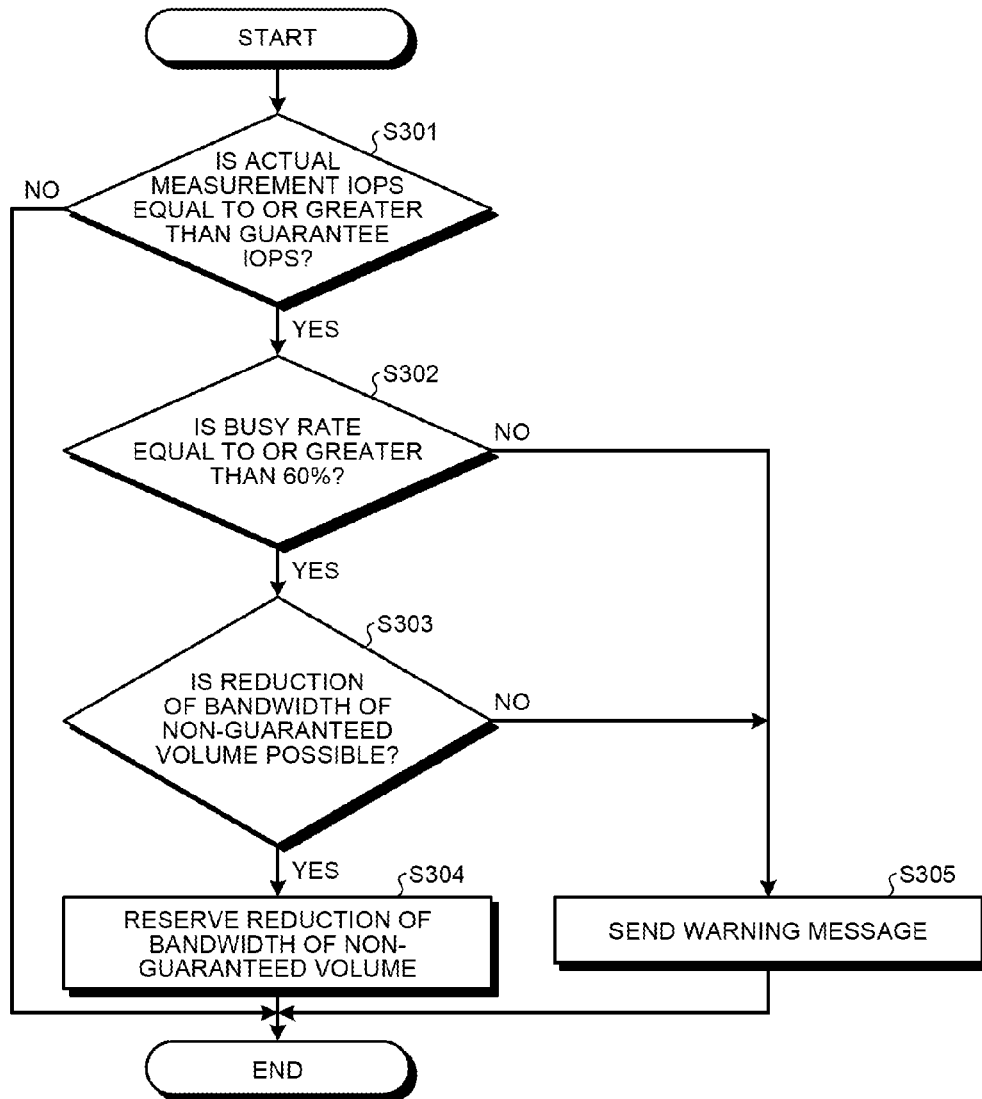 START
S301
IS ACTUAL
MEASUREMENT IOPS
EQUAL TO OR GREATER
THAN GUARANTEE
IOPS?
NO
YES
S302
IS BUSY RATE
EQUAL TO OR GREATER
THAN 60%?
NO
YES
S303
IS REDUCTION
OF BANDWIDTH OF
NON-GUARANTEED
VOLUME POSSIBLE?
NO
YES
S304
RESERVE REDUCTION OF
BANDWIDTH OF NON-
GUARANTEED VOLUME
S305
SEND WARNING MESSAGE
END